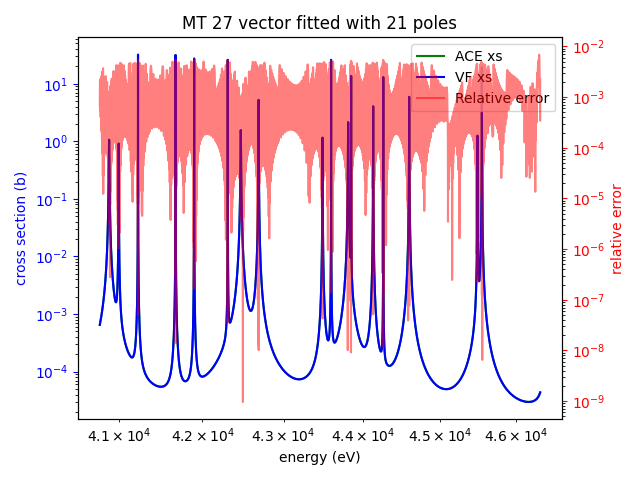 MT 27 vector fitted with 21 poles
ACE xs
VF xs
Relative error
10¹
10⁰
10⁻¹
10⁻²
10⁻³
10⁻⁴
cross section (b)
10⁻²
10⁻³
10⁻⁴
10⁻⁵
10⁻⁶
10⁻⁷
10⁻⁸
10⁻⁹
relative error
4.1 × 10⁴ 4.2 × 10⁴ 4.3 × 10⁴ 4.4 × 10⁴ 4.5 × 10⁴ 4.6 × 10⁴
energy (eV)